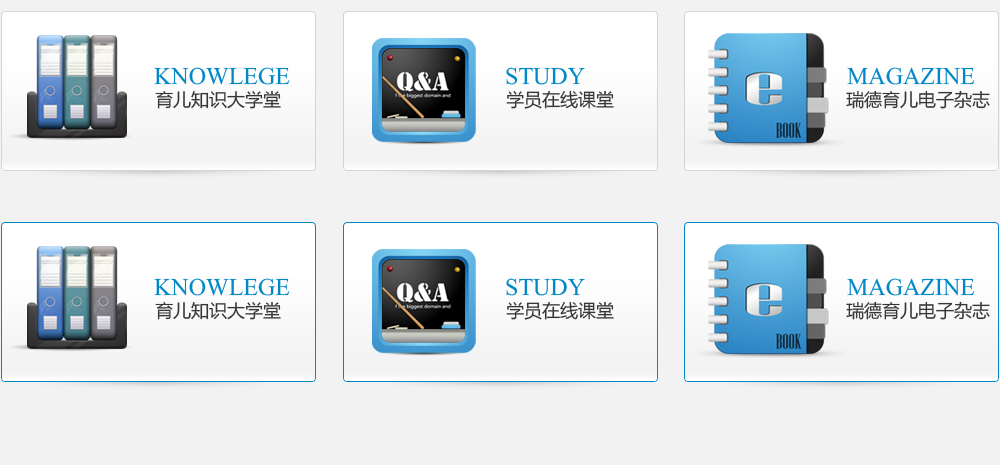 KNOWLEGE
育儿知识大学堂
Q&A
f the biggest domain and
STUDY
学员在线课堂
e
BOOK
MAGAZINE
瑞德育儿电子杂志
KNOWLEGE
育儿知识大学堂
Q&A
f the biggest domain and
STUDY
学员在线课堂
e
BOOK
MAGAZINE
瑞德育儿电子杂志